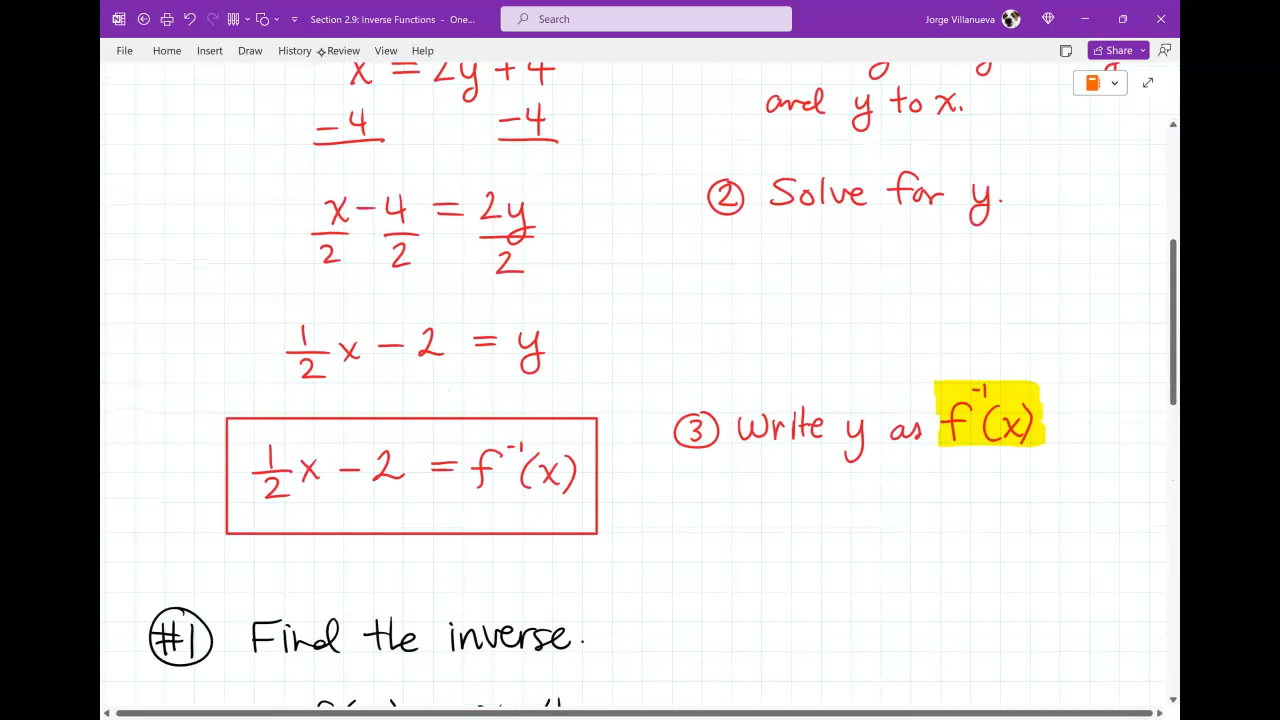 Section 2.9: Inverse Functions - One...
Search
Jorge Villanueva
File Home Insert Draw History Review View Help
Share
x = 2y + 4
-4 -4
and y to x.
x/2 - 4/2 = 2y/2
② Solve for y.
1/2 x - 2 = y
③ Write y as f⁻¹(x)
1/2 x - 2 = f⁻¹(x)
#1 Find the inverse.